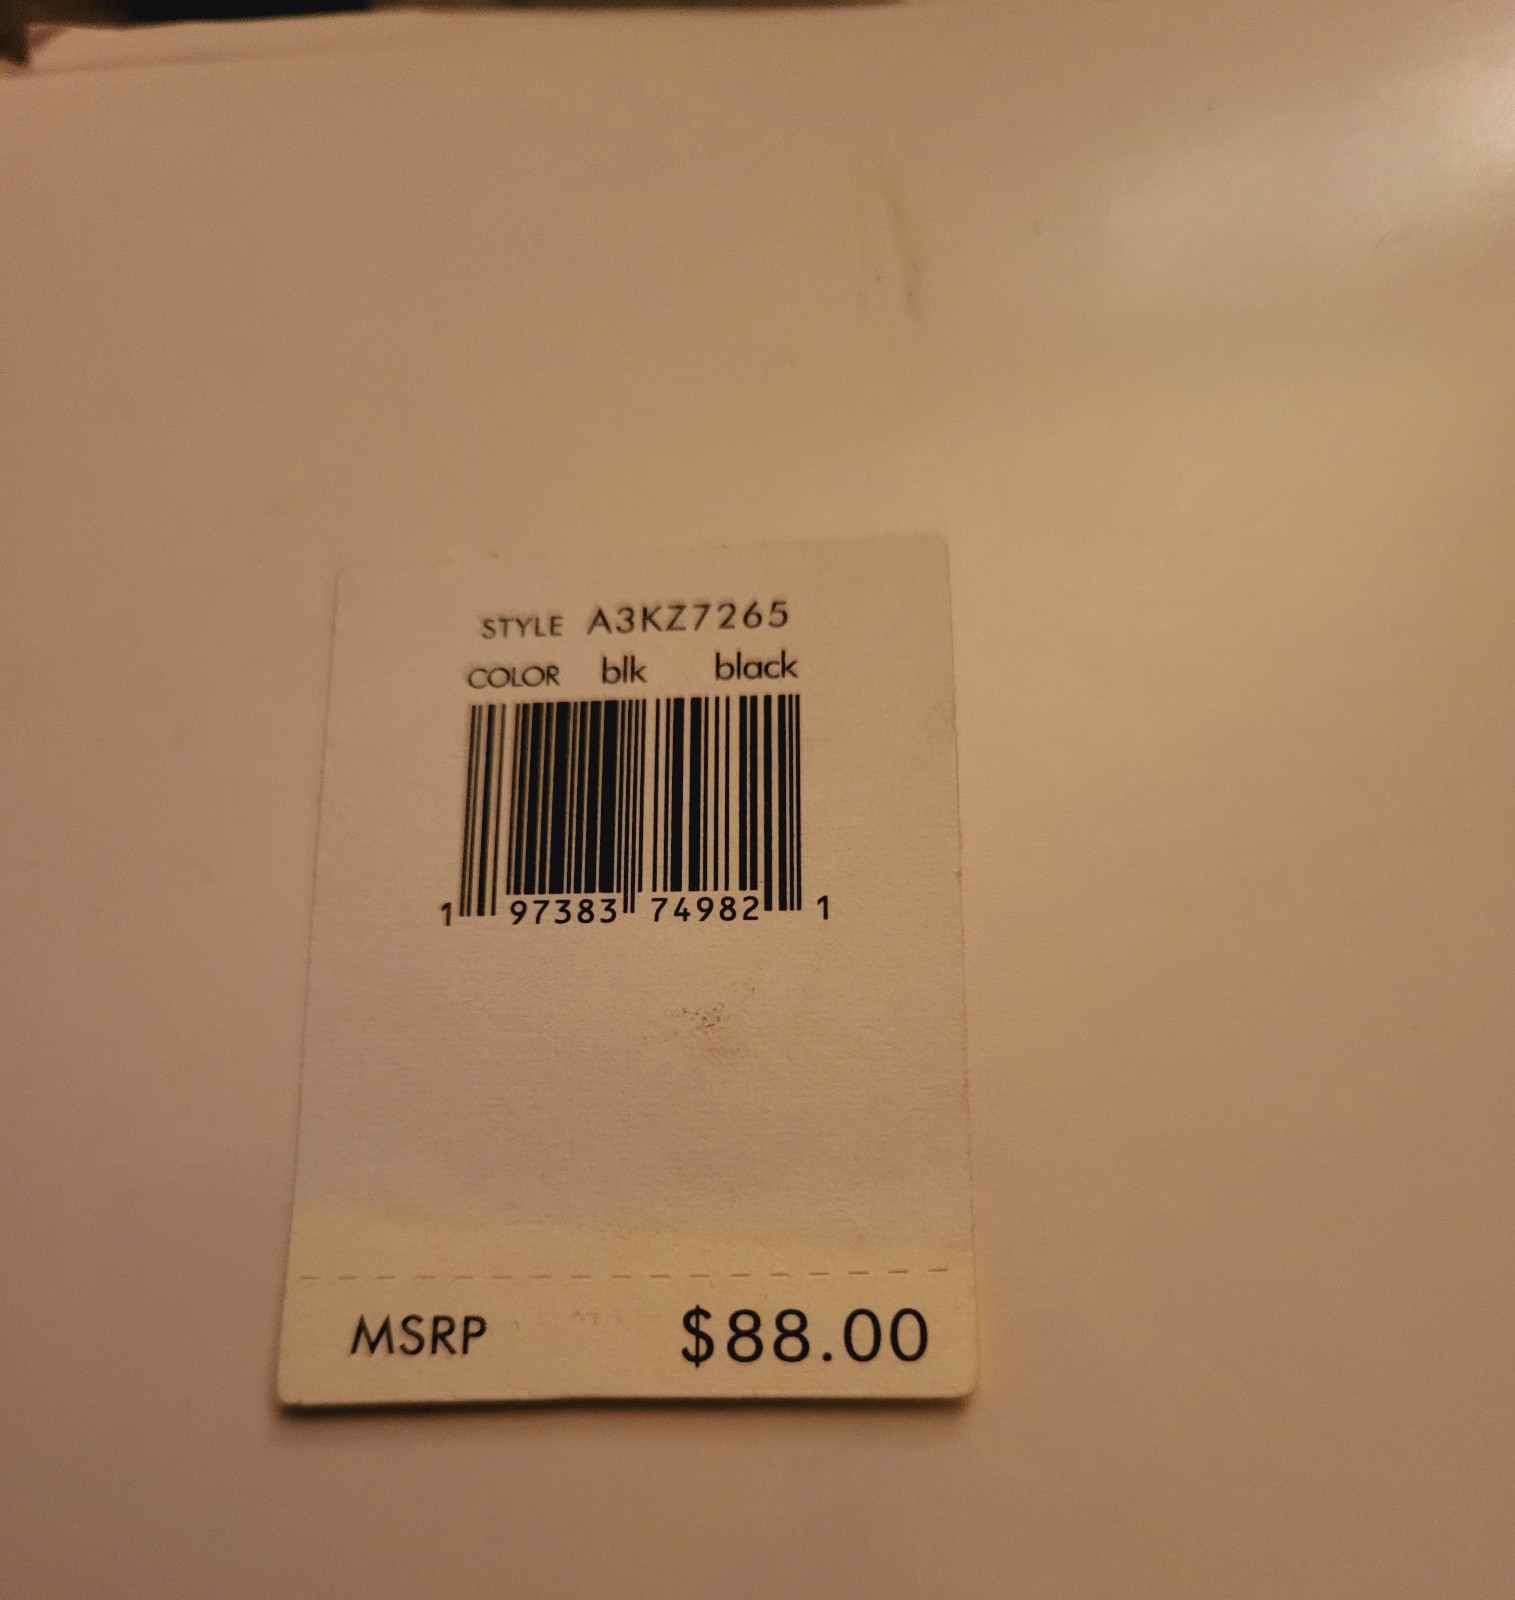 STYLE A3KZ7265
COLOR blk black
1 97383 74982 1
MSRP $88.00